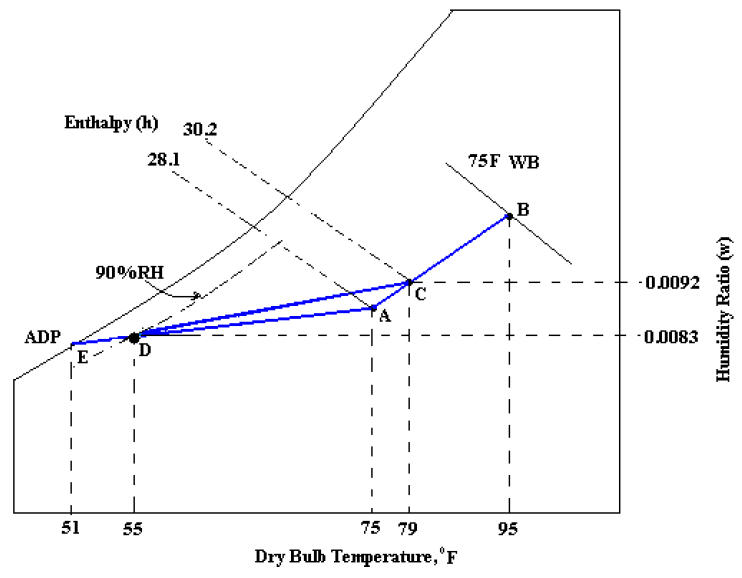 Enthalpy (h)
30.2
28.1
75F WB
B
90%RH
C
0.0092
A
ADP
E
D
0.0083
Humidity Ratio (w)
51
55
75
79
95
Dry Bulb Temperature, ⁰F